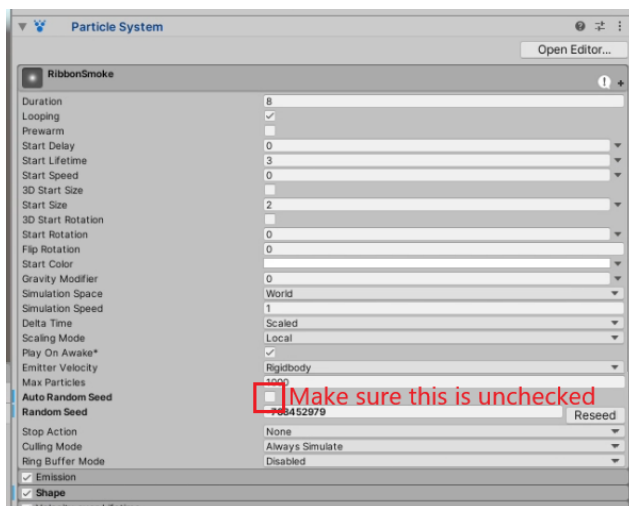 Particle System
Open Editor...
RibbonSmoke
Duration 8
Looping
Prewarm
Start Delay 0
Start Lifetime 3
Start Speed 0
3D Start Size
Start Size 2
3D Start Rotation
Start Rotation 0
Flip Rotation 0
Start Color
Gravity Modifier 0
Simulation Space World
Simulation Speed 1
Delta Time Scaled
Scaling Mode Local
Play On Awake*
Emitter Velocity Rigidbody
Max Particles 1000
Auto Random Seed Make sure this is unchecked
Random Seed Reseed
Stop Action None
Culling Mode Always Simulate
Ring Buffer Mode Disabled
Emission
Shape